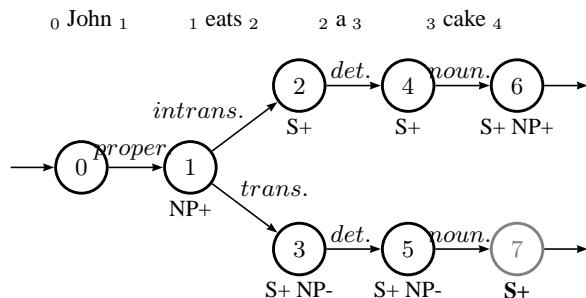 0 John 1 1 eats 2 2 a 3 3 cake 4
2 det. 4 noun. 6
intrans. S+ S+ S+ NP+
0 proper. 1
NP+ trans.
3 det. 5 noun. 7
S+ NP- S+ NP- S+